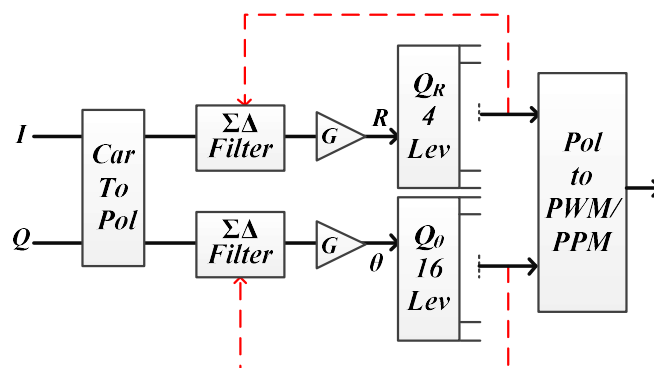 I
Q
Car
To
Pol
ΣΔ
Filter
G
R
QR
4
Lev
ΣΔ
Filter
G
0
Q0
16
Lev
Pol
to
PWM/
PPM